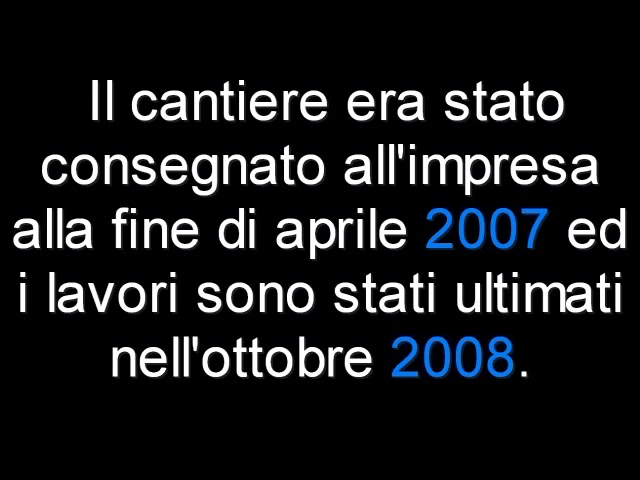 Il cantiere era stato
consegnato all'impresa
alla fine di aprile 2007 ed
i lavori sono stati ultimati
nell'ottobre 2008.